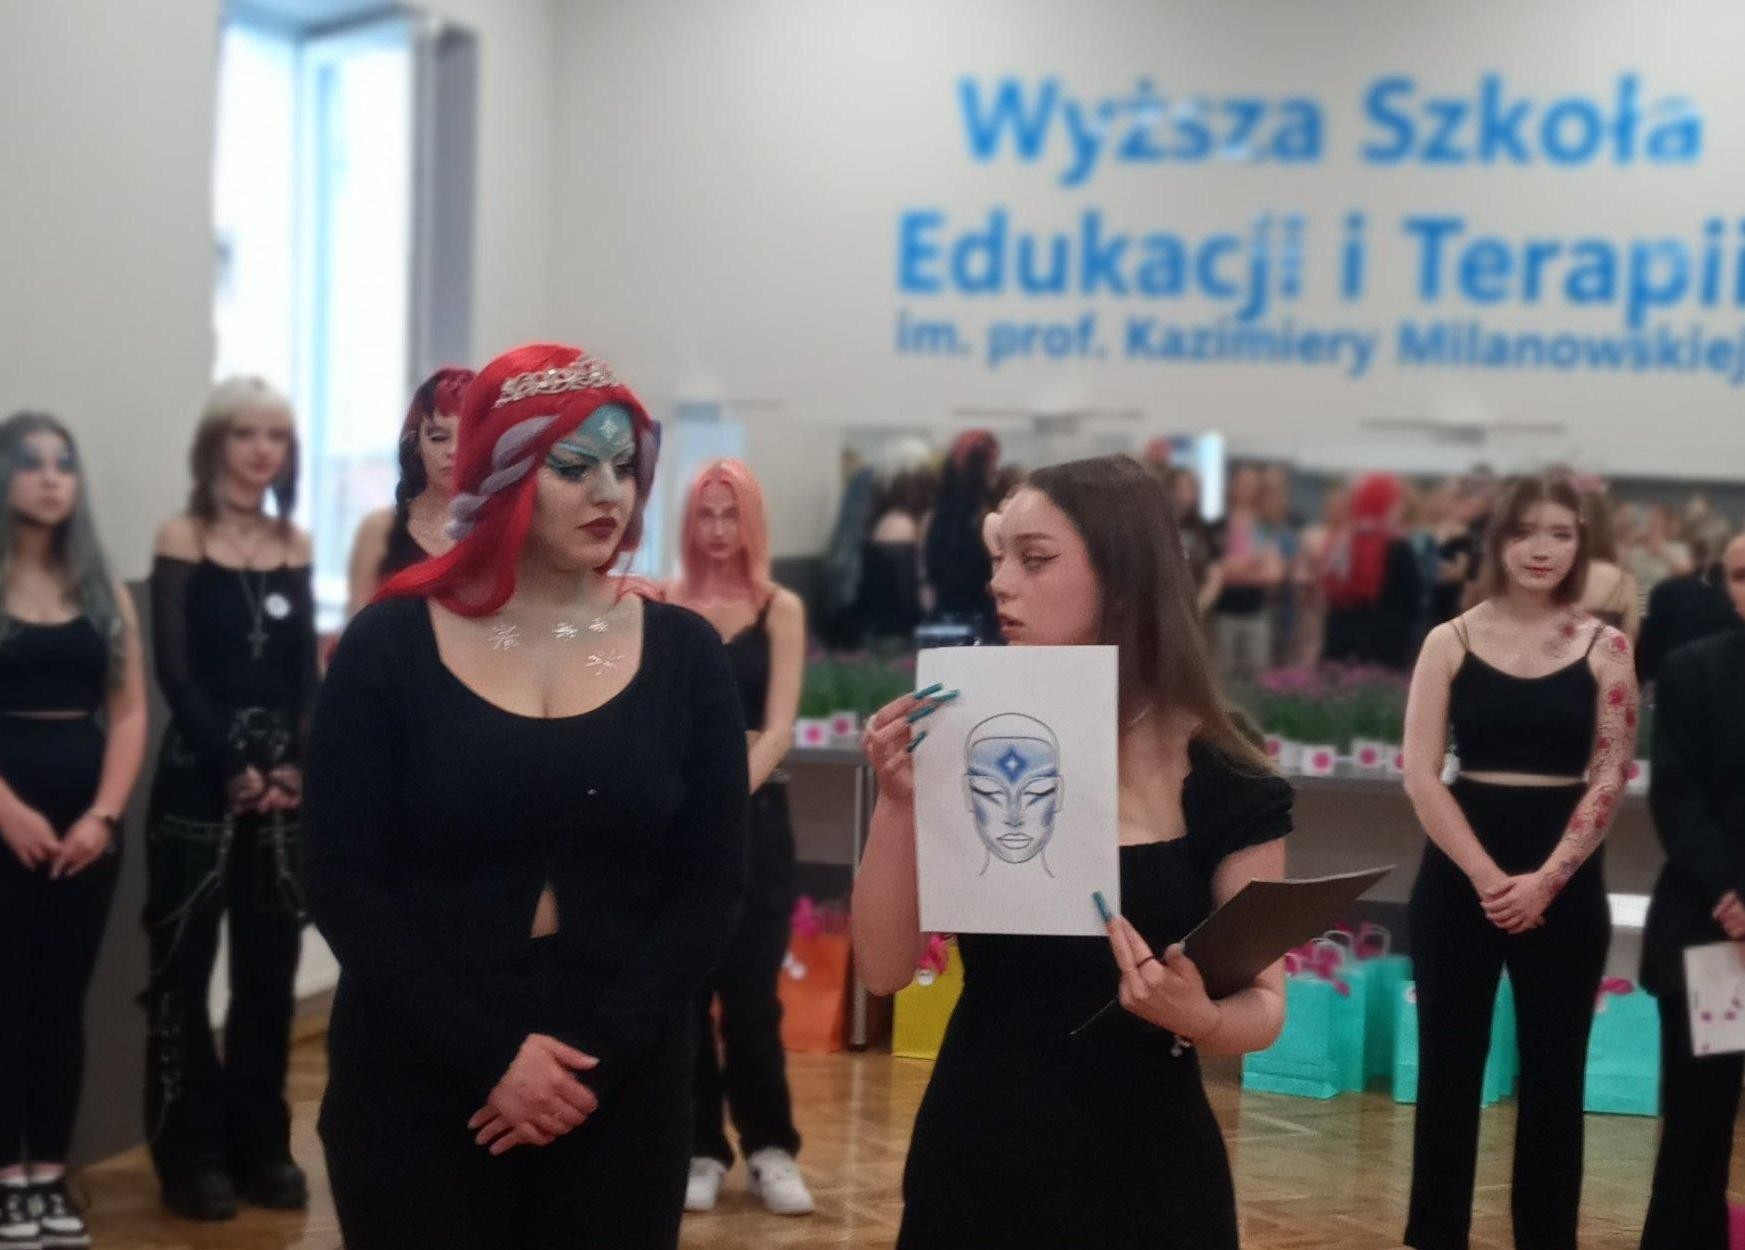 Wyższa Szkoła
Edukacji i Terapii
im. prof. Kazimiery Milanowskiej